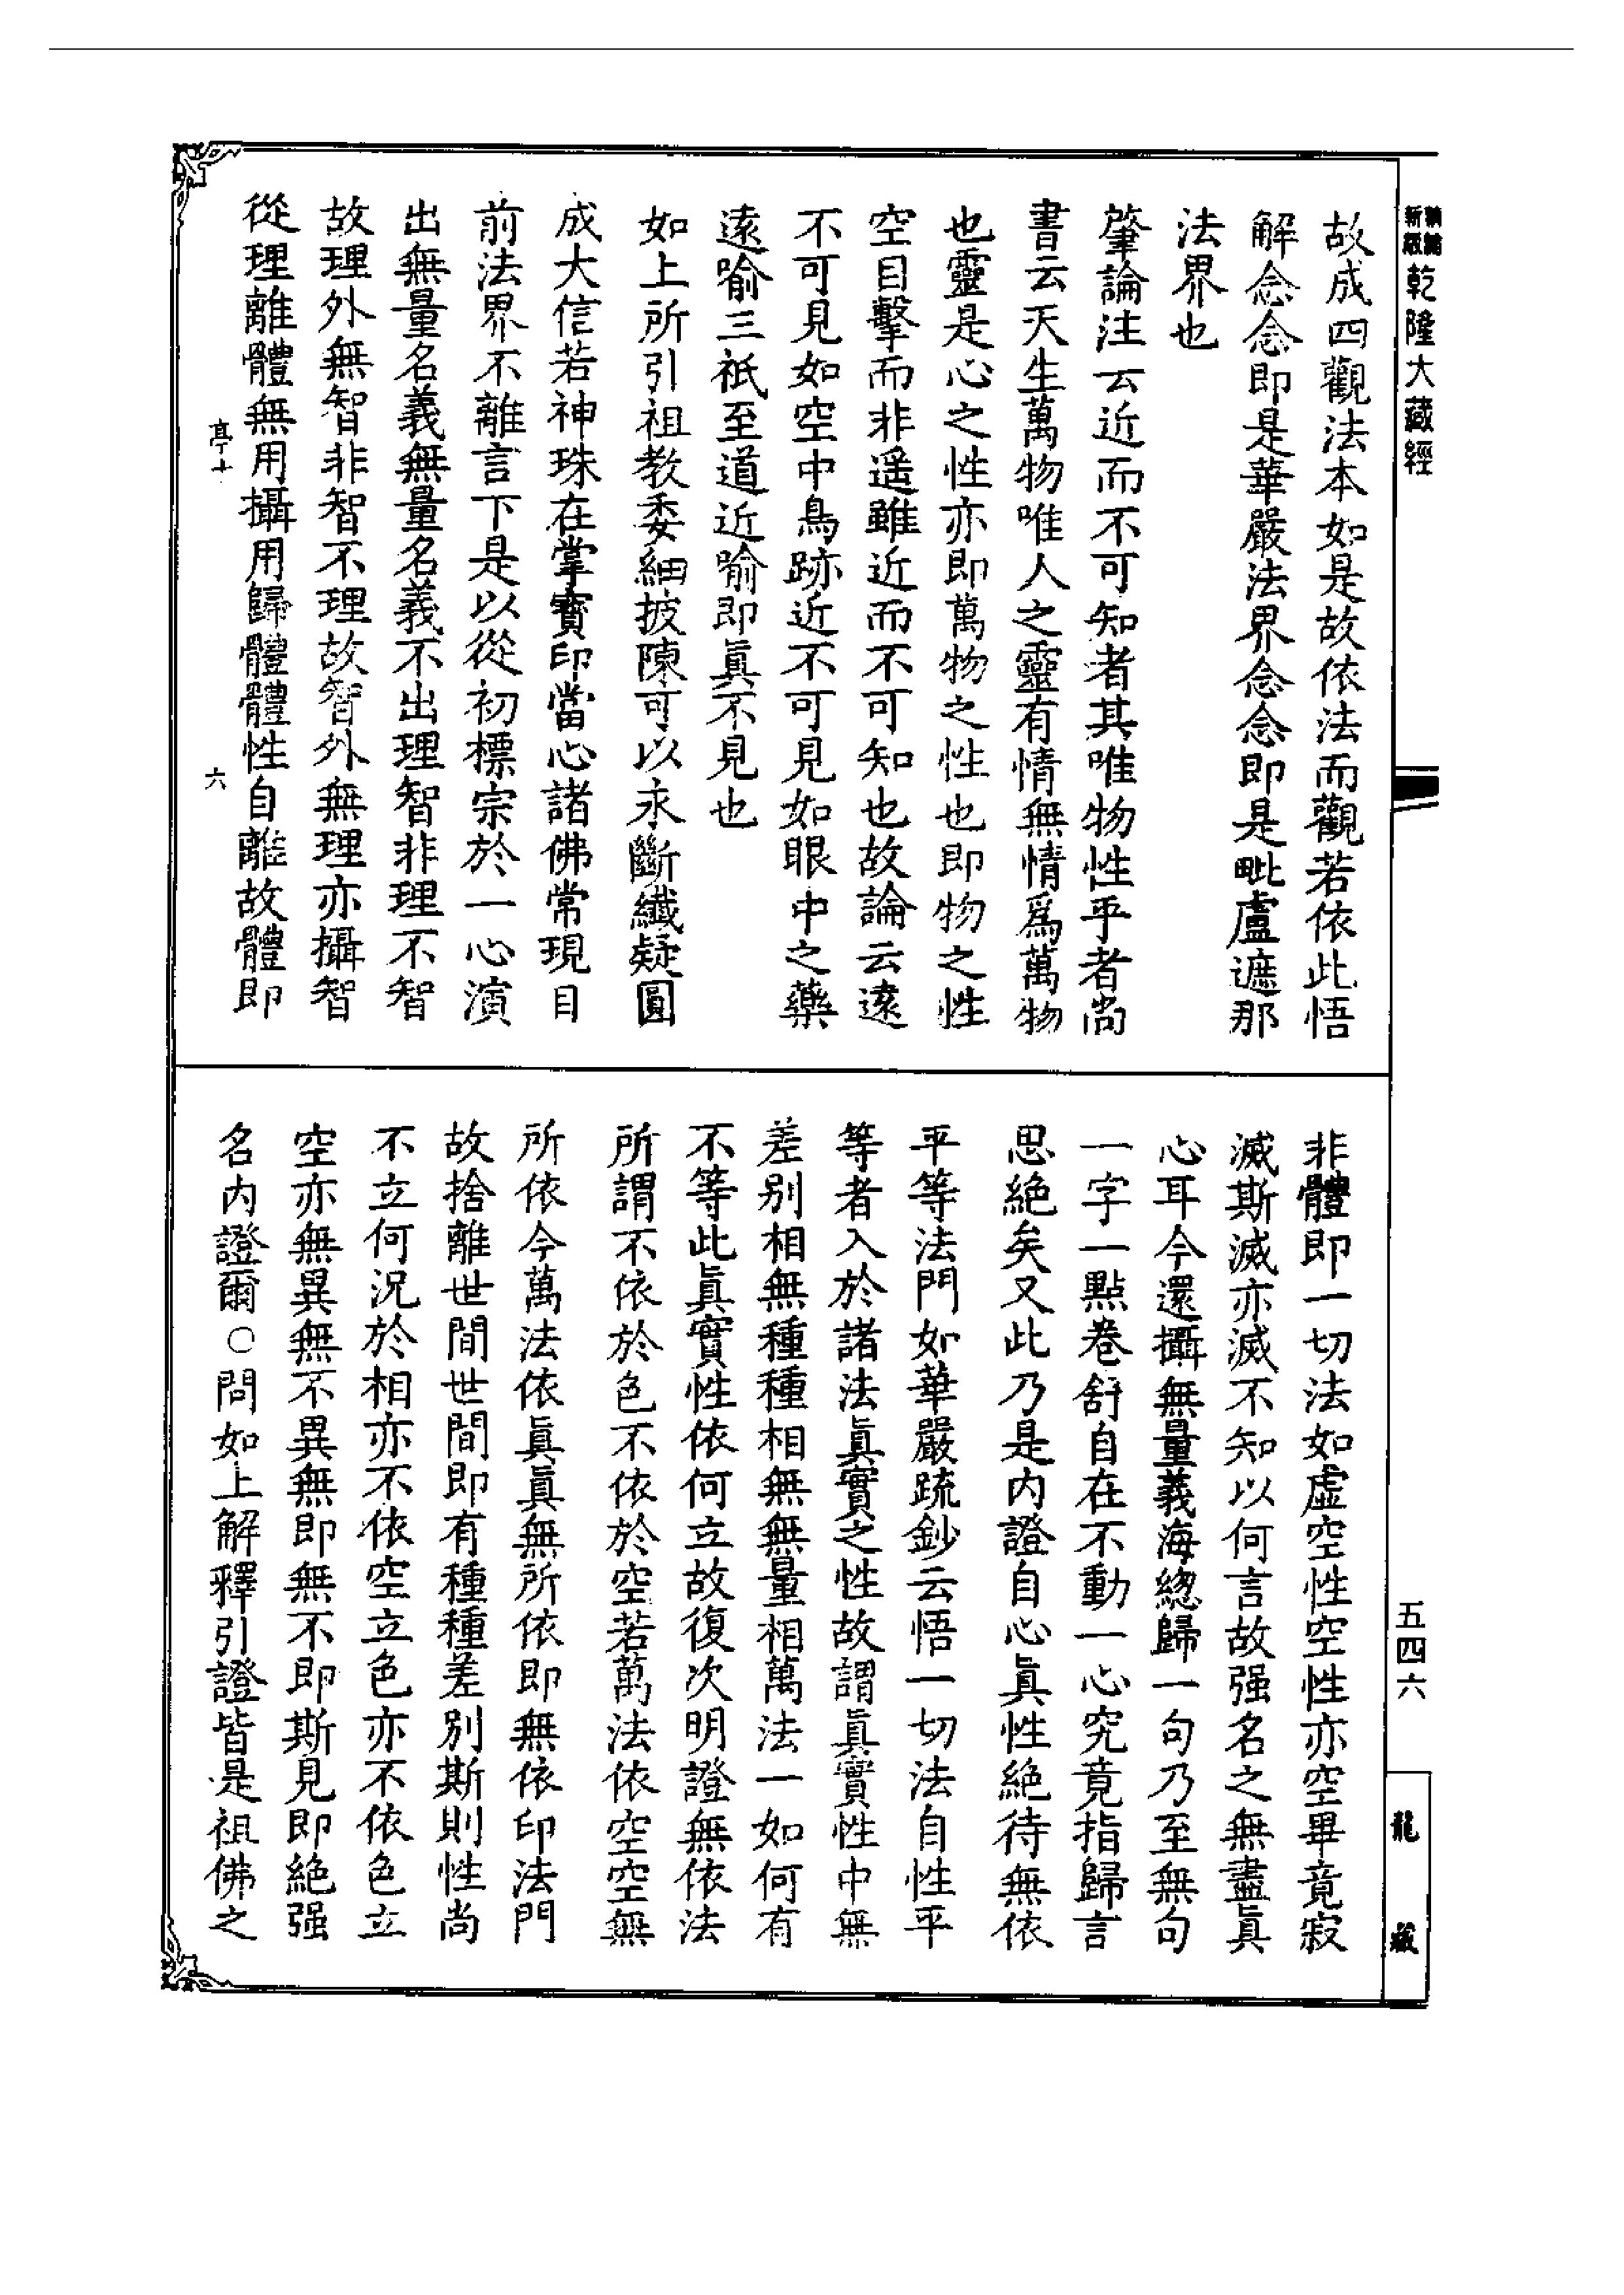 乾隆大藏經
故成四觀法本如是故依法而觀若依此悟
解念念即是華嚴法界念念即是毗盧遮那
法界也
肇論注云近而不可知者其唯物性乎者尚
書云天生萬物唯人之靈有情無情爲萬物
也靈是心之性亦即萬物之性也即物之性
空目擊而非遥雖近而不可知也故論云遠
不可見如空中鳥跡近不可見如眼中之藥
遠喻三祇至道近喻即眞不見也
如上所引祖教委細披陳可以永斷纖疑圓
成大信若神珠在掌寳印當心諸佛常現目
前法界不離言下是以從初標宗於一心演
出無量名義無量名義不出理智非理不智
故理外無智非智不理故智外無理亦攝智
從理離體無用攝用歸體體性自離故體即
亭十
六
非體即一切法如虛空性空性亦空畢竟寂
滅斯滅亦滅不知以何言故强名之無盡眞
心耳今還攝無量義海總歸一句乃至無句
一字一點卷舒自在不動一心究竟指歸言
思絕矣又此乃是内證自心眞性絕待無依
平等法門如華嚴疏鈔云悟一切法自性平
等者入於諸法眞實之性故謂眞實性中無
差别相無種種相無無量相萬法一如何有
不等此眞實性依何立故復次明證無依法
所謂不依於色不依於空若萬法依空空無
所依今萬法依眞眞無所依即無依印法門
故捨離世間世間即有種種差別斯則性尚
不立何況於相亦不依空立色亦不依色立
空亦無異無不異無即無不即斯見即絕强
名内證爾○問如上解釋引證皆是祖佛之
五四六
龍藏